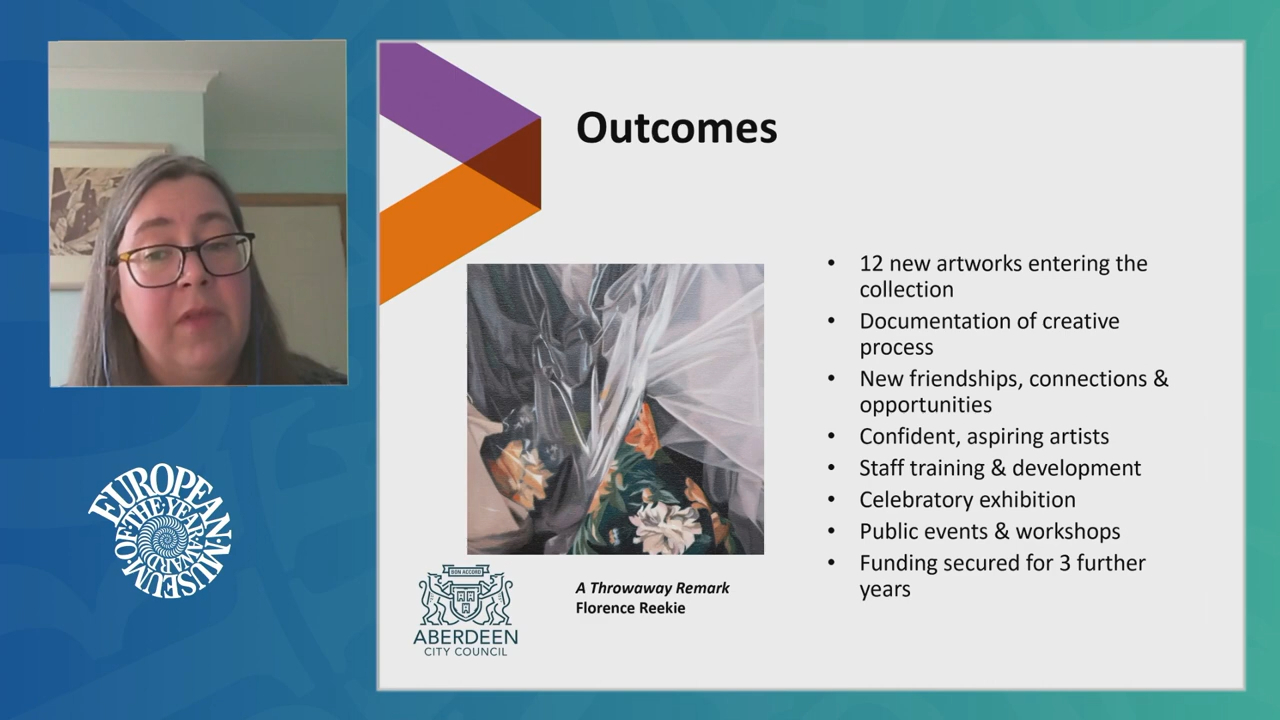 EUROPEAN MUSEUM
OF THE YEAR AWARD
Outcomes
• 12 new artworks entering the
collection
• Documentation of creative
process
• New friendships, connections &
opportunities
• Confident, aspiring artists
• Staff training & development
• Celebratory exhibition
• Public events & workshops
• Funding secured for 3 further
years
A Throwaway Remark
Florence Reekie
BON ACCORD
ABERDEEN
CITY COUNCIL